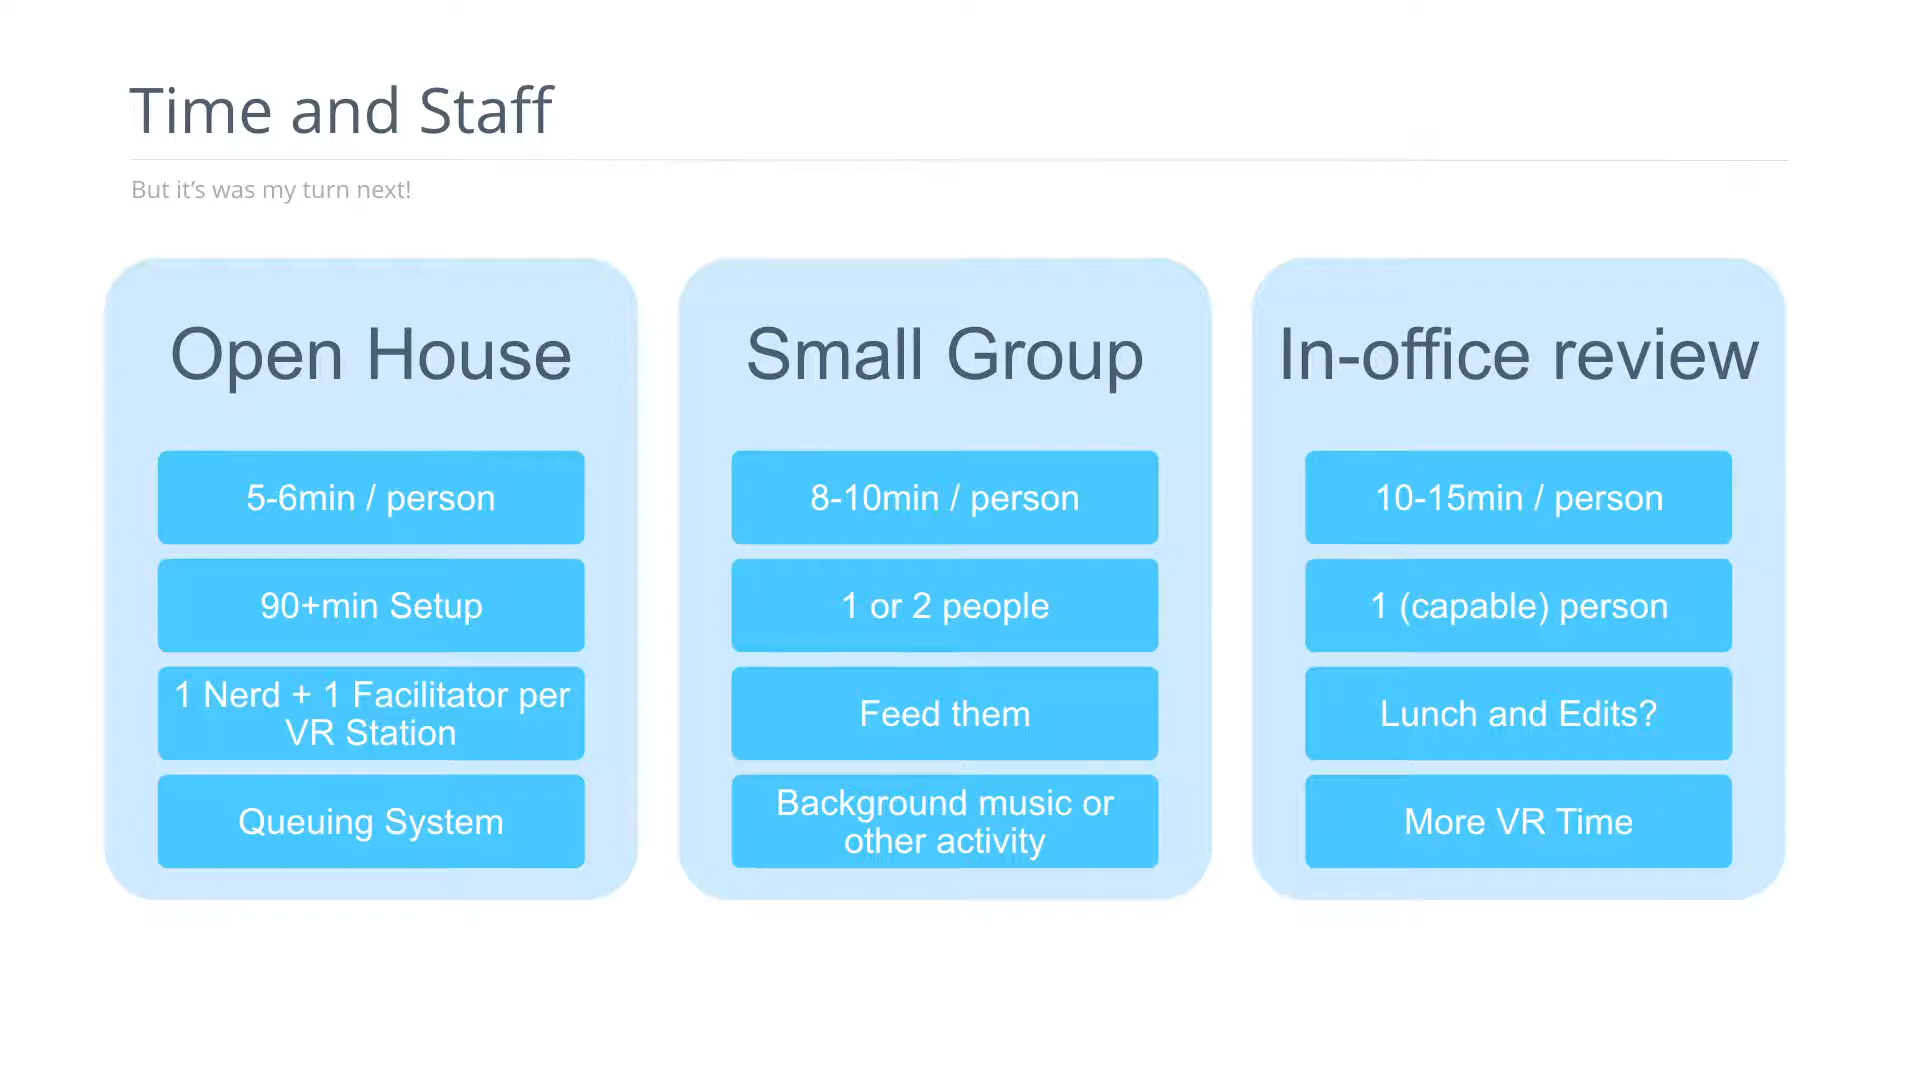 Time and Staff
But it’s was my turn next!
Open House
5-6min / person
90+min Setup
1 Nerd + 1 Facilitator per
VR Station
Queuing System
Small Group
8-10min / person
1 or 2 people
Feed them
Background music or
other activity
In-office review
10-15min / person
1 (capable) person
Lunch and Edits?
More VR Time